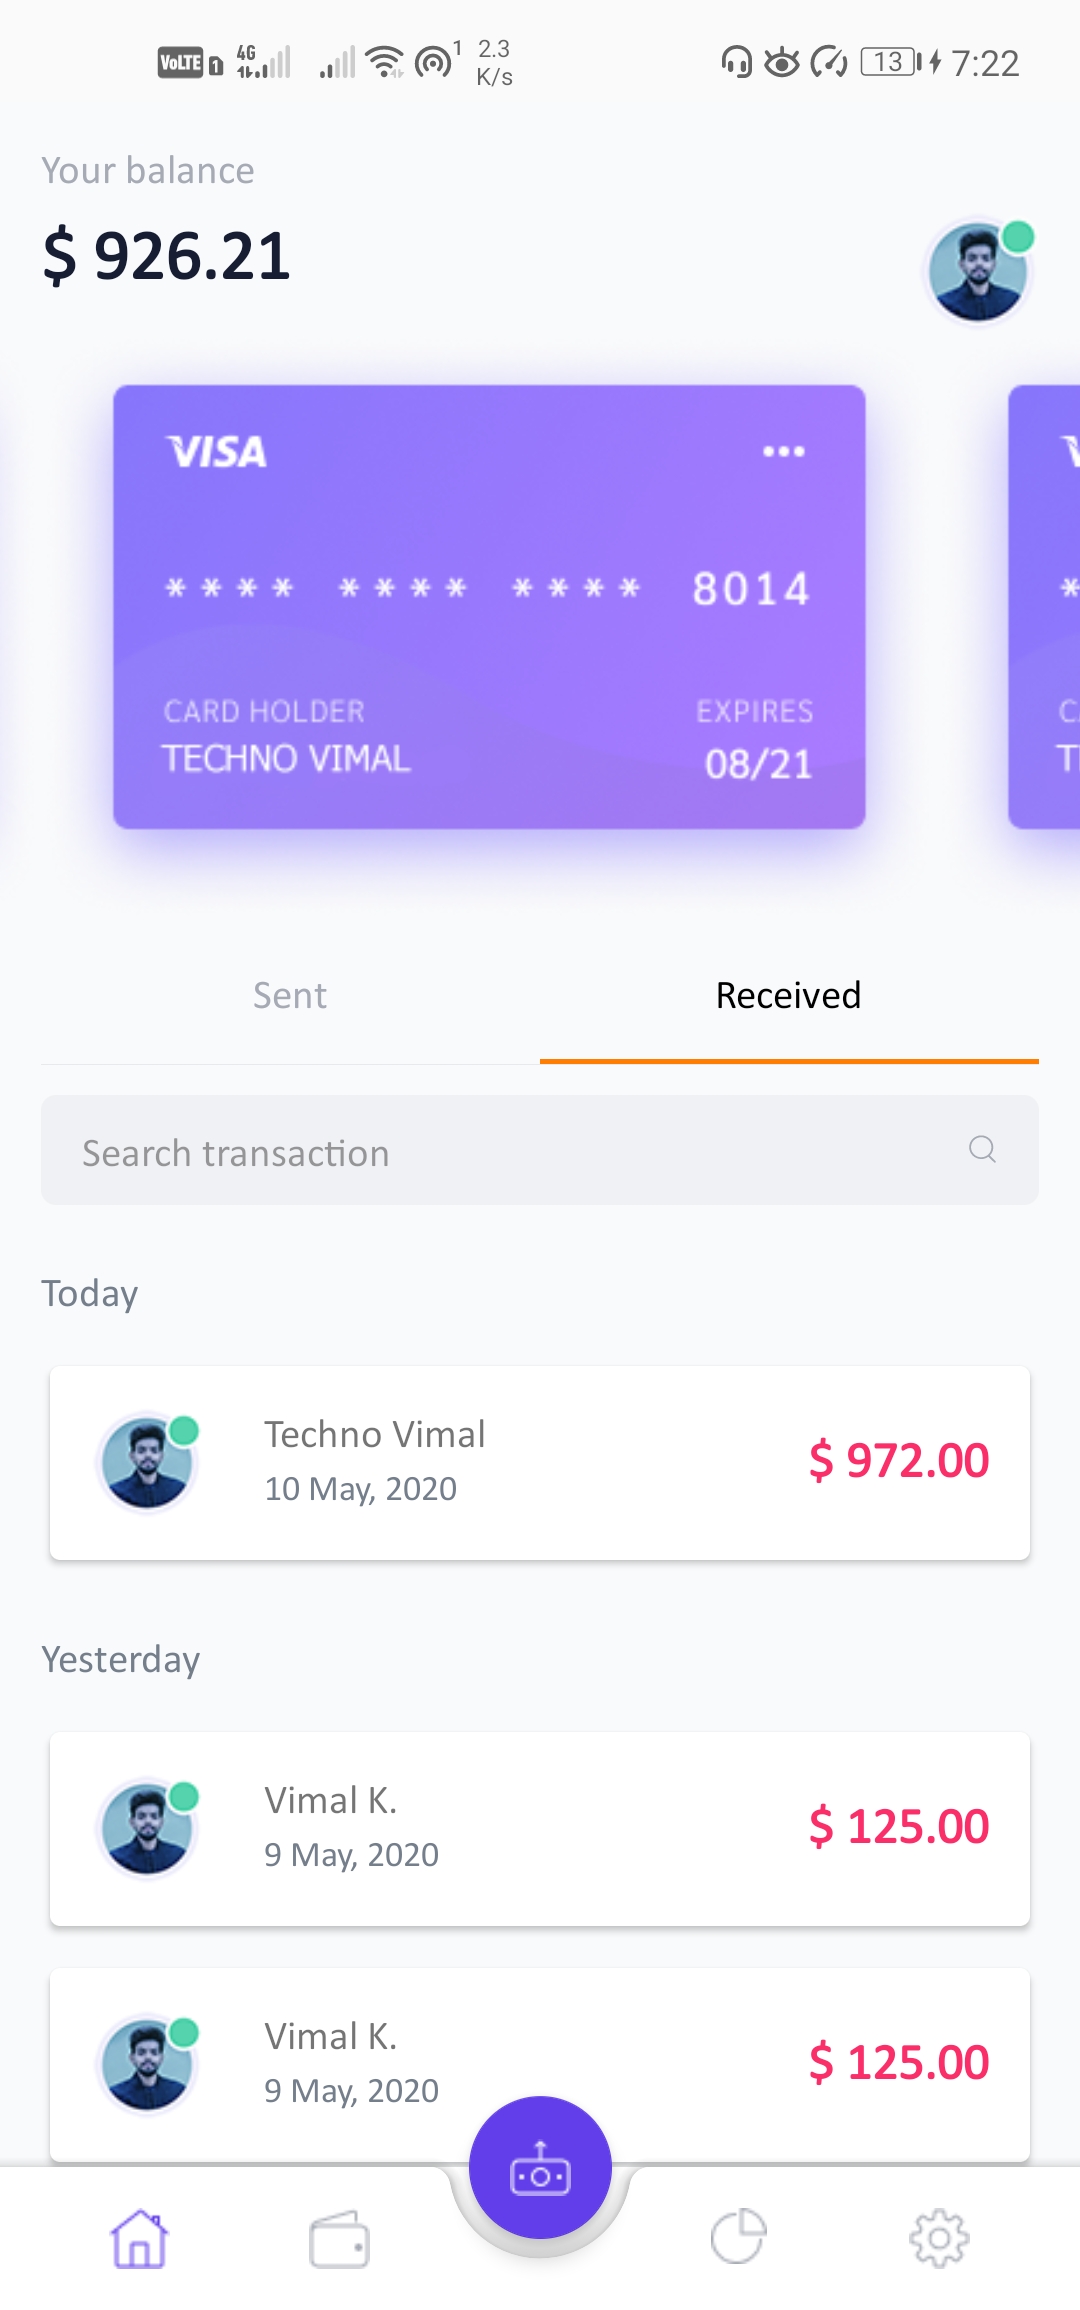 VoLTE 1 4G 1 2.3 K/s 13 7:22
Your balance
$ 926.21
VISA
**** **** **** 8014
CARD HOLDER EXPIRES
TECHNO VIMAL 08/21
Sent Received
Search transaction
Today
Techno Vimal
10 May, 2020
$ 972.00
Yesterday
Vimal K.
9 May, 2020
$ 125.00
Vimal K.
9 May, 2020
$ 125.00